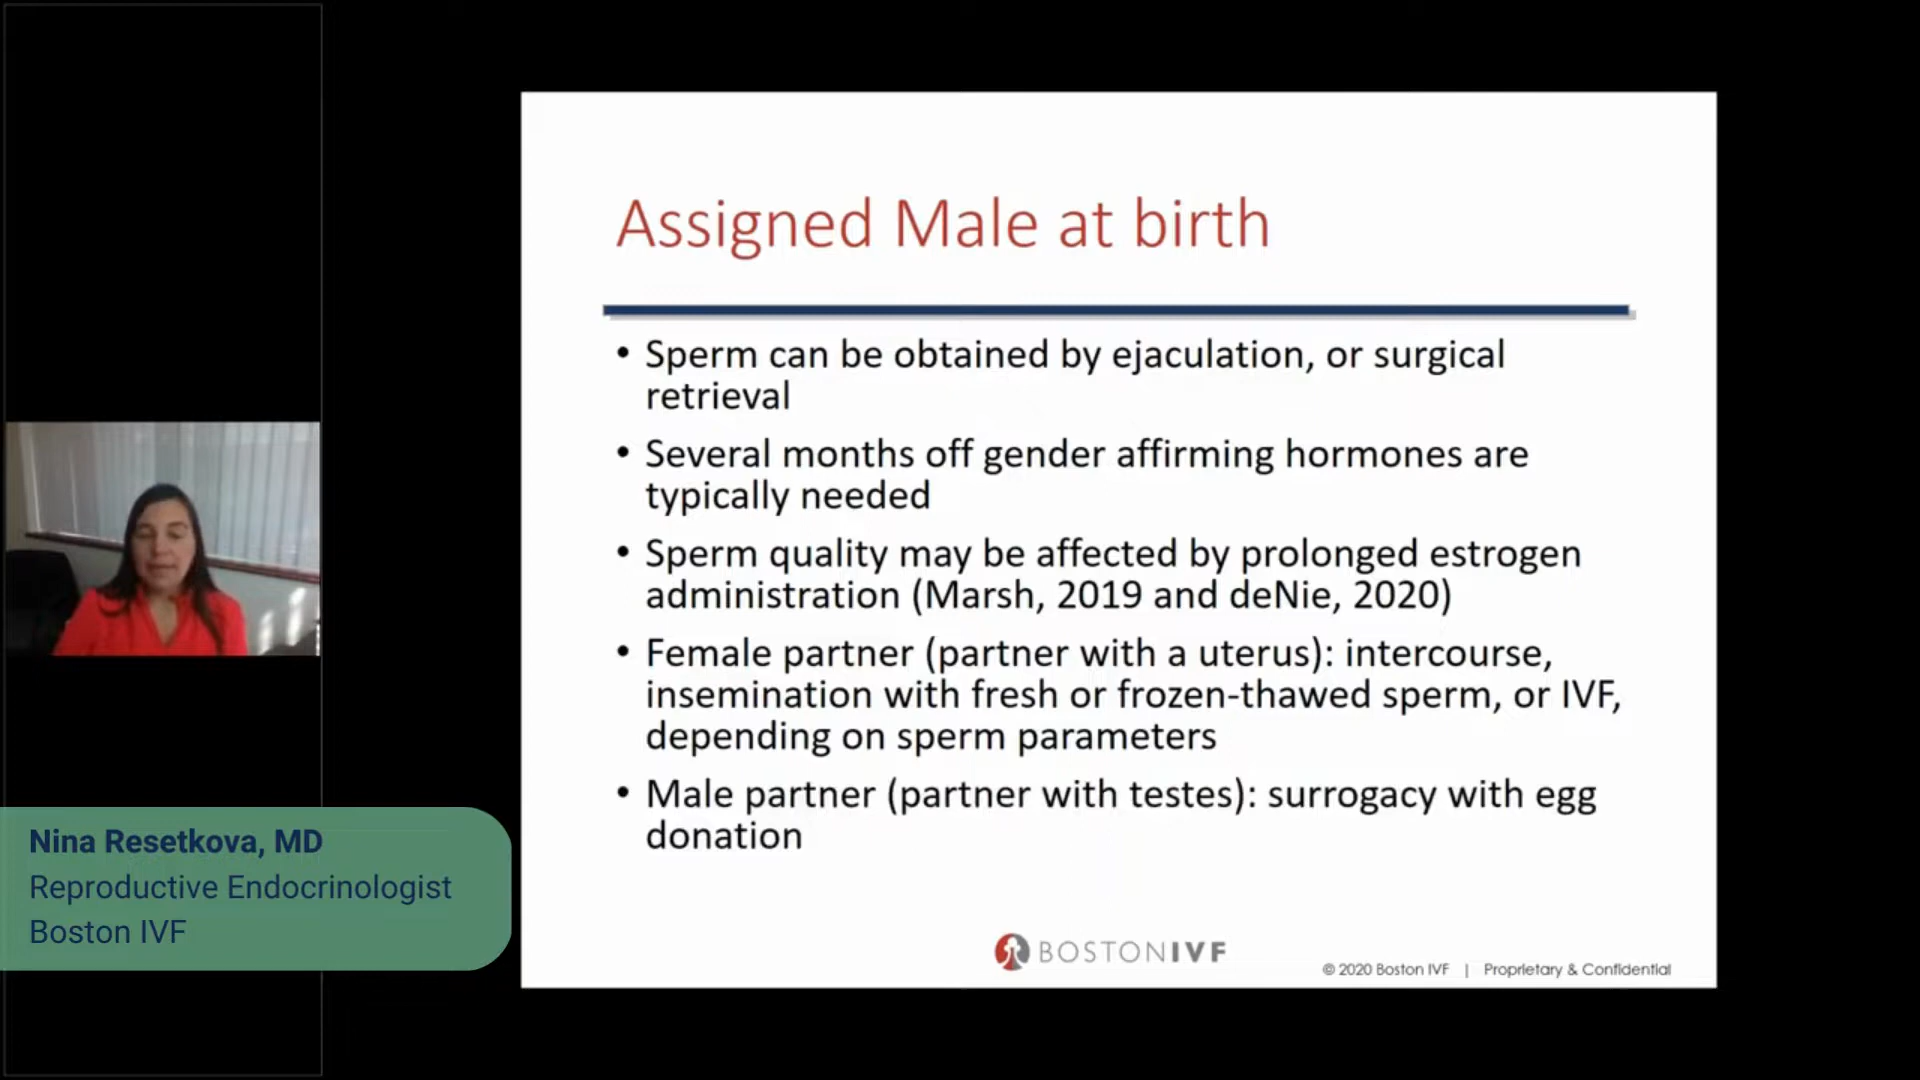 Assigned Male at birth
• Sperm can be obtained by ejaculation, or surgical
retrieval
• Several months off gender affirming hormones are
typically needed
• Sperm quality may be affected by prolonged estrogen
administration (Marsh, 2019 and deNie, 2020)
• Female partner (partner with a uterus): intercourse,
insemination with fresh or frozen-thawed sperm, or IVF,
depending on sperm parameters
• Male partner (partner with testes): surrogacy with egg
donation
BOSTONIVF
© 2020 Boston IVF | Proprietary & Confidential
Nina Resetkova, MD
Reproductive Endocrinologist
Boston IVF